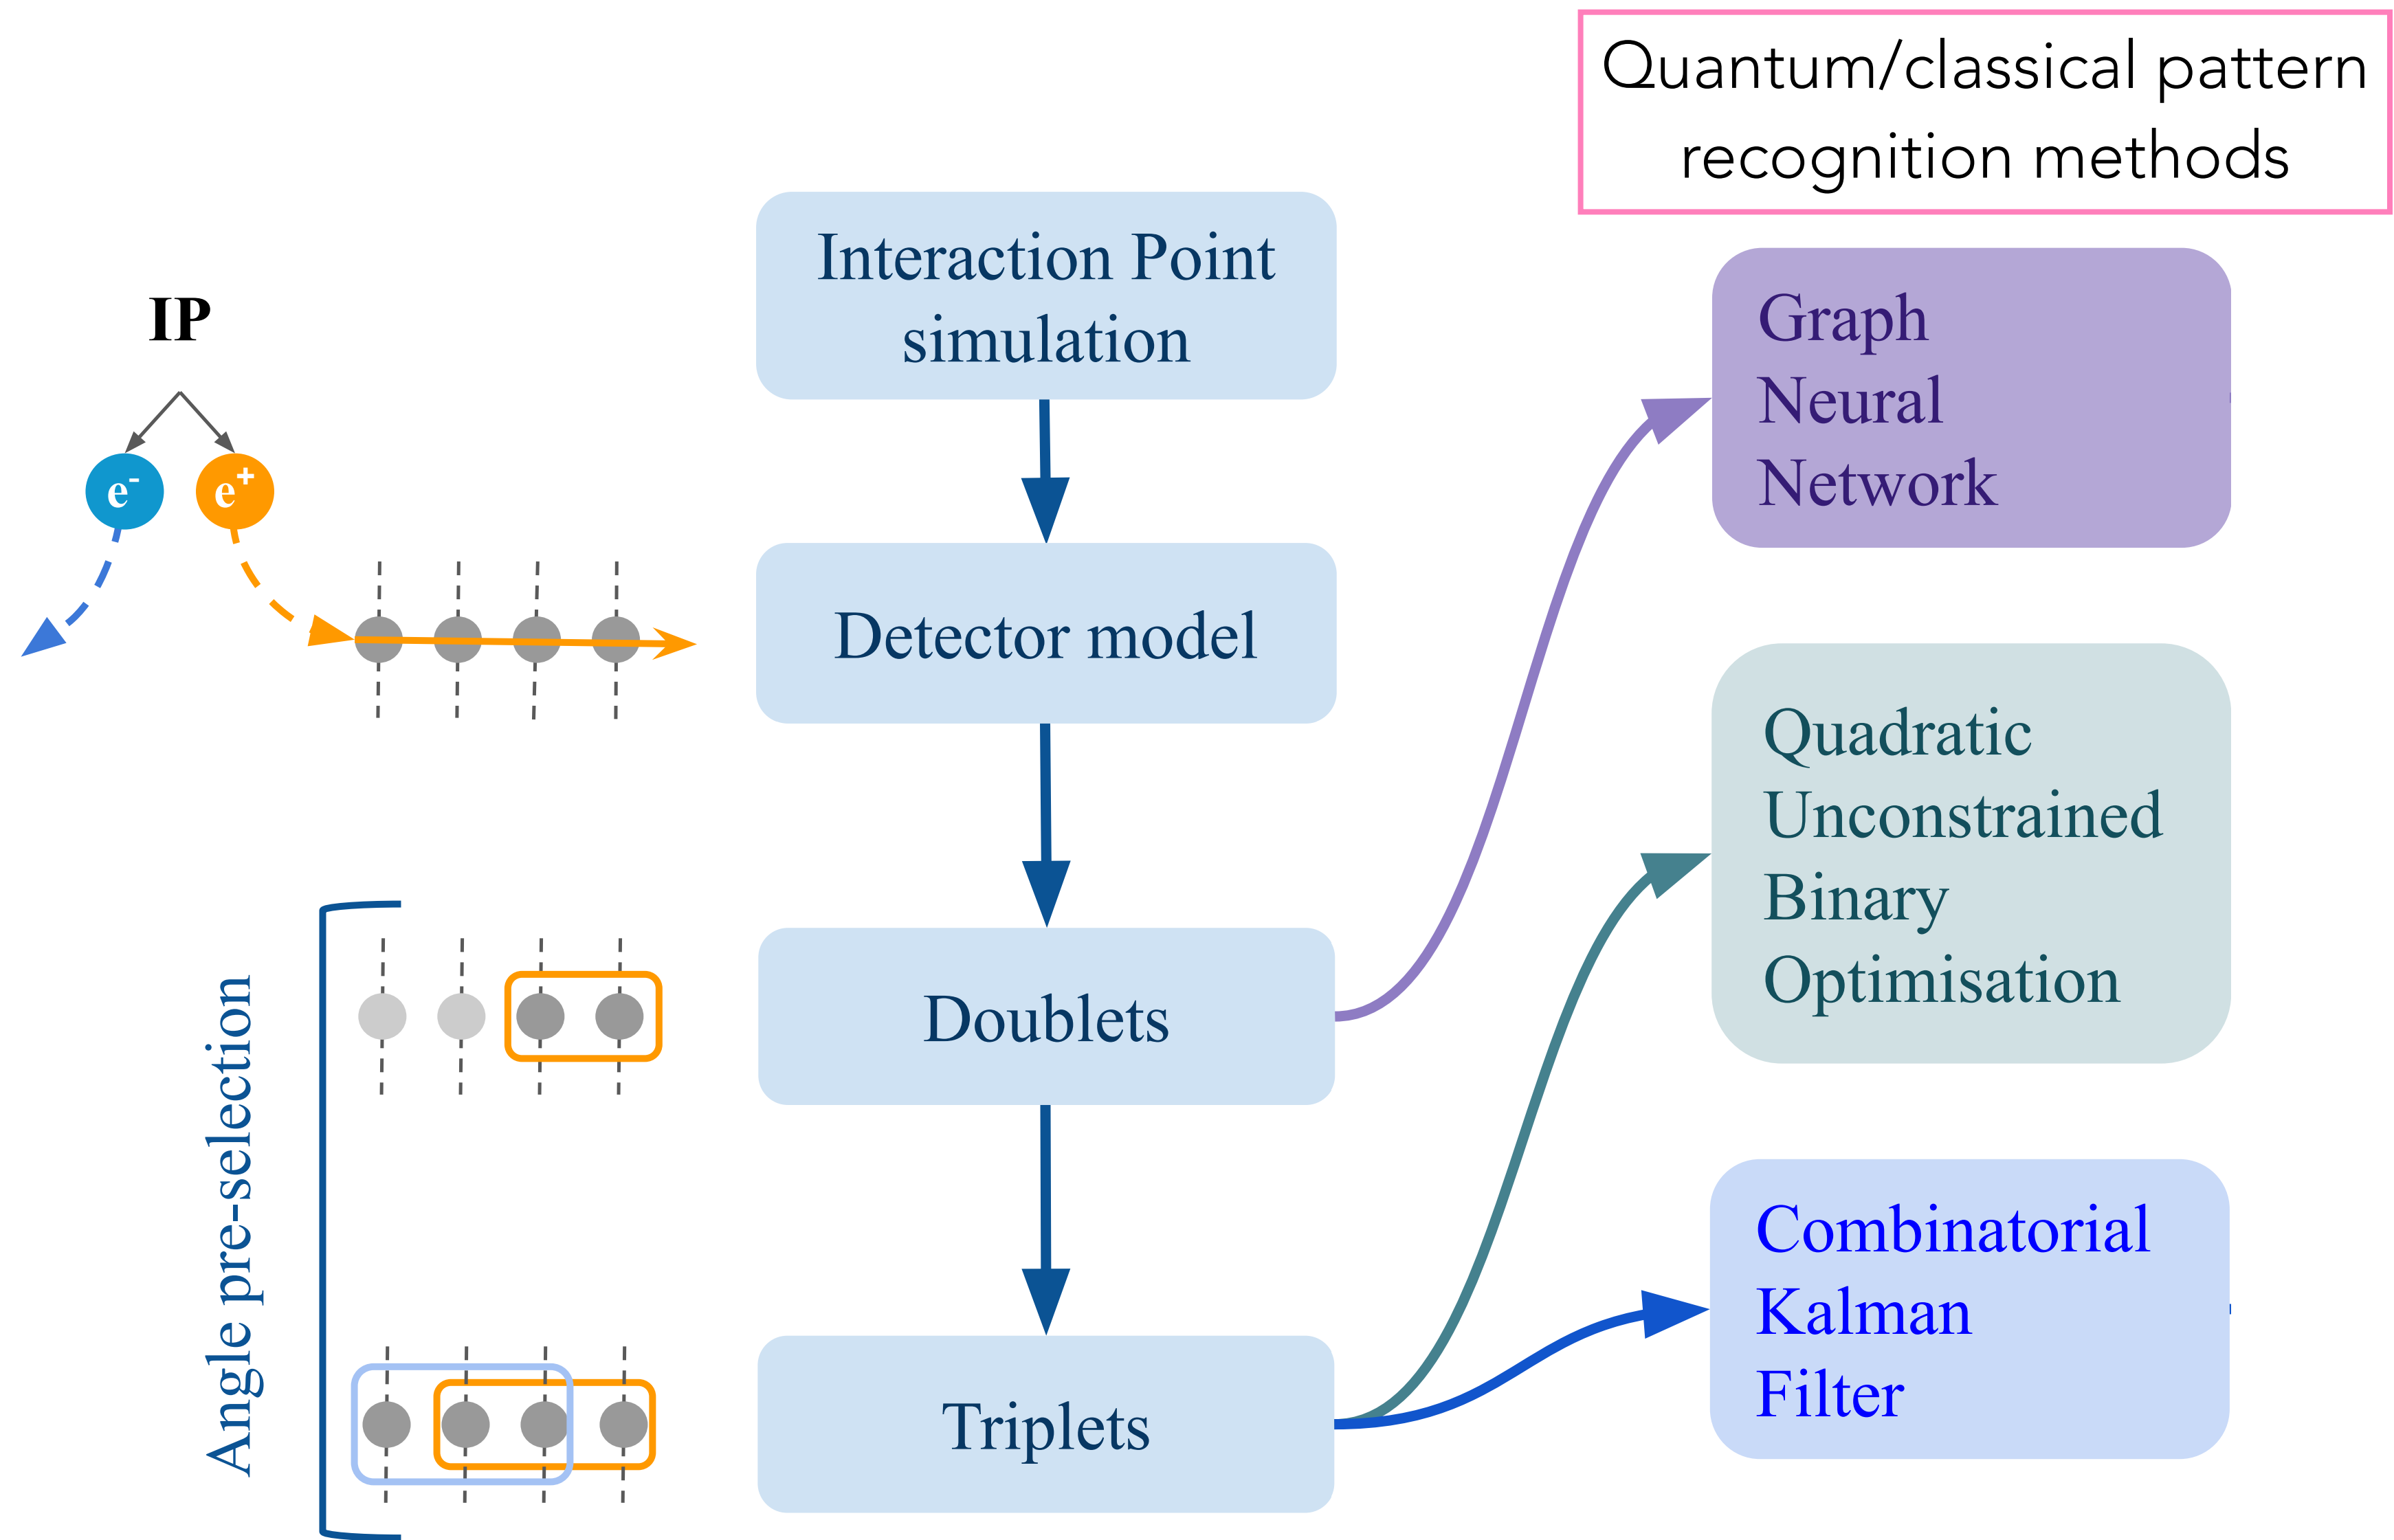 Quantum/classical pattern
recognition methods
Interaction Point
simulation
IP
e-
e+
Detector model
Doublets
Triplets
Angle pre-selection
Graph
Neural
Network
Quadratic
Unconstrained
Binary
Optimisation
Combinatorial
Kalman
Filter